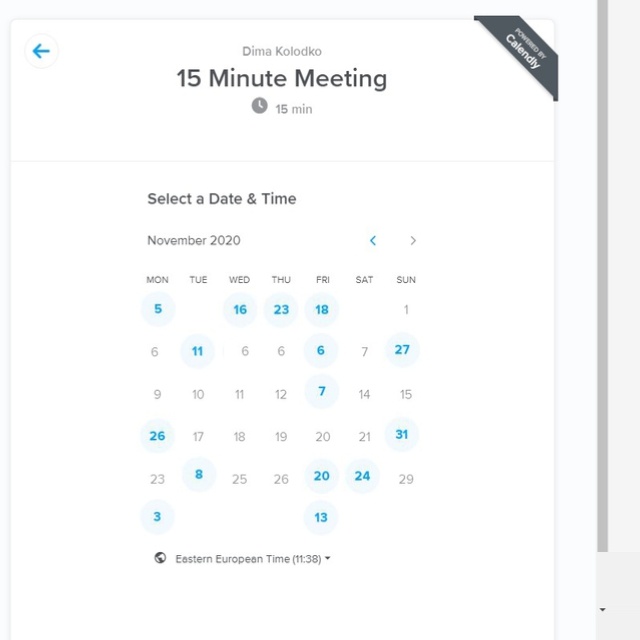 Dima Kolodko
POWERED BY
Calendly
15 Minute Meeting
15 min
Select a Date & Time
November 2020
MON TUE WED THU FRI SAT SUN
5 16 23 18 1
6 11 6 6 6 7 27
9 10 11 12 7 14 15
26 17 18 19 20 21 31
23 8 25 26 20 24 29
3 13
Eastern European Time (11:38)